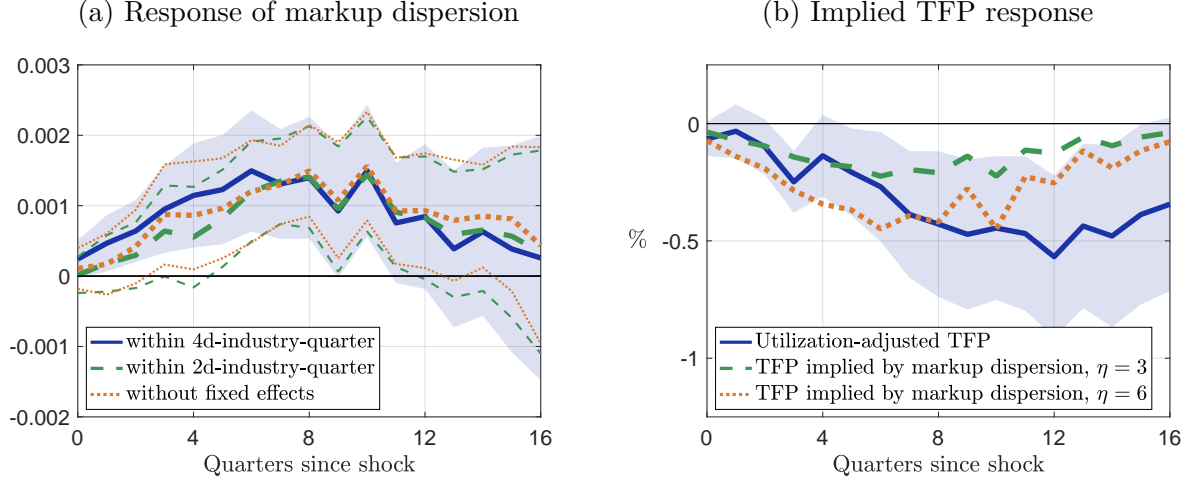 (a) Response of markup dispersion
0.003
0.002
0.001
0
-0.001
-0.002
within 4d-industry-quarter
within 2d-industry-quarter
without fixed effects
0 4 8 12 16
Quarters since shock
(b) Implied TFP response
0
-0.5
-1
%
Utilization-adjusted TFP
TFP implied by markup dispersion, η = 3
TFP implied by markup dispersion, η = 6
0 4 8 12 16
Quarters since shock